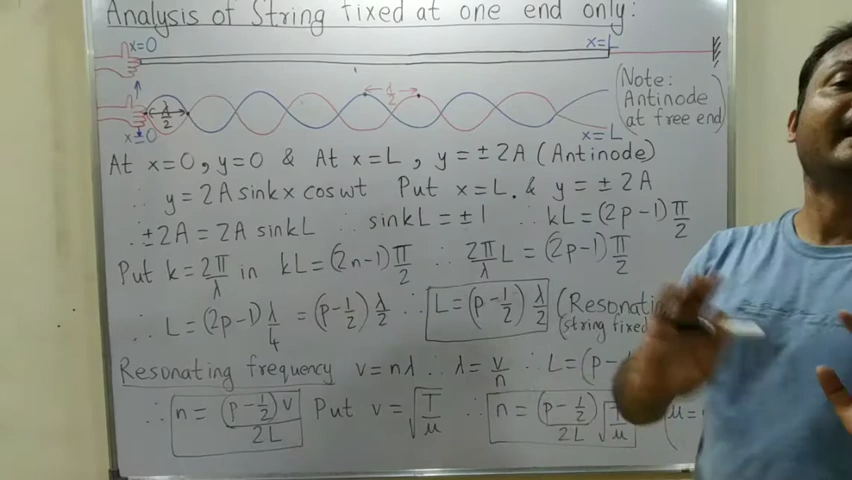 Analysis of String fixed at one end only:
x=0
x=L
λ/2
λ/2
x=0
x=L
(Note: Antinode at free end)
At x=0, y=0 & At x=L, y=±2A (Antinode)
∴ y=2A sinkx coswt Put x=L. & y=±2A
∴ ±2A=2A sinkL ∴ sinkL=±1 ∴ kL=(2p-1)π/2
Put k=2π/λ in kL=(2n-1)π/2 ∴ 2π/λ L=(2p-1)π/2
∴ L=(2p-1)λ/4 =(p-1/2)λ/2 ∴ L=(p-1/2)λ/2 (Resonating
(string fixed
Resonating frequency v=nλ ∴ λ=v/n ∴ L=(p-
∴ n=(p-1/2)v/2L Put v=√T/μ ∴ n=(p-1/2)/2L √T/μ (μ=